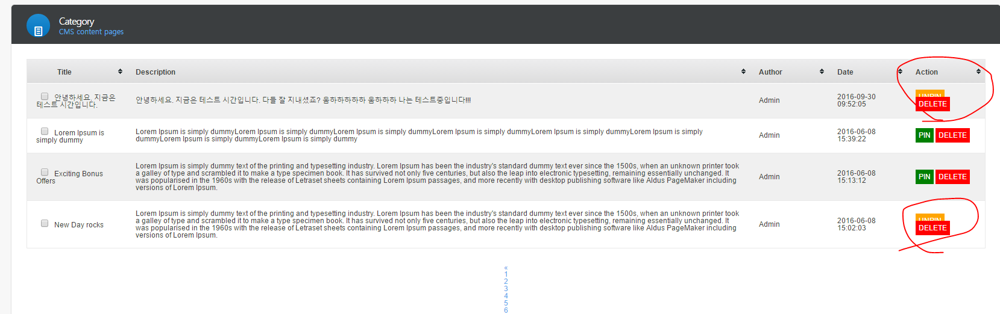 Category
CMS content pages
Title Description Author Date Action
안녕하세요. 지금은
테스트 시간입니다.
안녕하세요. 지금은 테스트 시간입니다. 다들 잘 지내셨죠? 움하하하하하 움하하하 나는 테스트중입니다!!!
Admin
2016-09-30
09:52:05
UNPIN
DELETE
Lorem Ipsum is
simply dummy
Lorem Ipsum is simply dummyLorem Ipsum is simply dummyLorem Ipsum is simply dummyLorem Ipsum is simply dummyLorem Ipsum is simply dummyLorem Ipsum is simply
dummyLorem Ipsum is simply dummyLorem Ipsum is simply dummy
Admin
2016-06-08
15:39:22
PIN DELETE
Exciting Bonus
Offers
Lorem Ipsum is simply dummy text of the printing and typesetting industry. Lorem Ipsum has been the industry's standard dummy text ever since the 1500s, when an unknown printer took
a galley of type and scrambled it to make a type specimen book. It has survived not only five centuries, but also the leap into electronic typesetting, remaining essentially unchanged. It
was popularised in the 1960s with the release of Letraset sheets containing Lorem Ipsum passages, and more recently with desktop publishing software like Aldus PageMaker including
versions of Lorem Ipsum.
Admin
2016-06-08
15:13:12
PIN DELETE
New Day rocks
Lorem Ipsum is simply dummy text of the printing and typesetting industry. Lorem Ipsum has been the industry's standard dummy text ever since the 1500s, when an unknown printer took
a galley of type and scrambled it to make a type specimen book. It has survived not only five centuries, but also the leap into electronic typesetting, remaining essentially unchanged. It
was popularised in the 1960s with the release of Letraset sheets containing Lorem Ipsum passages, and more recently with desktop publishing software like Aldus PageMaker including
versions of Lorem Ipsum.
Admin
2016-06-08
15:02:03
UNPIN
DELETE
«
1
2
3
4
5
6